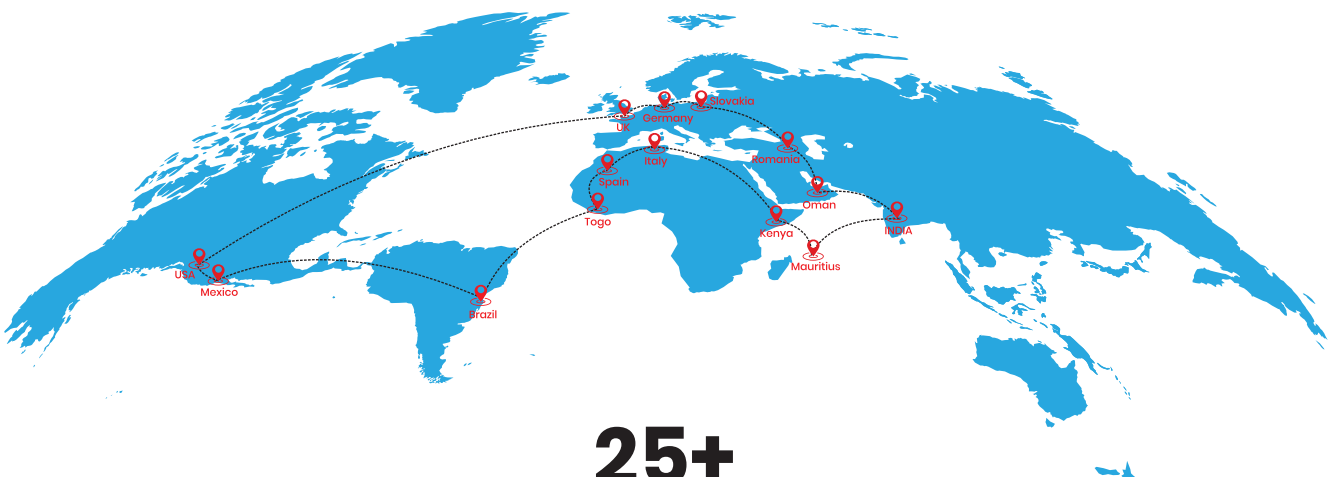 Slovakia
Germany
UK
Romania
Italy
Spain
Oman
Togo
Kenya
INDIA
Mauritius
USA
Mexico
Brazil
25+